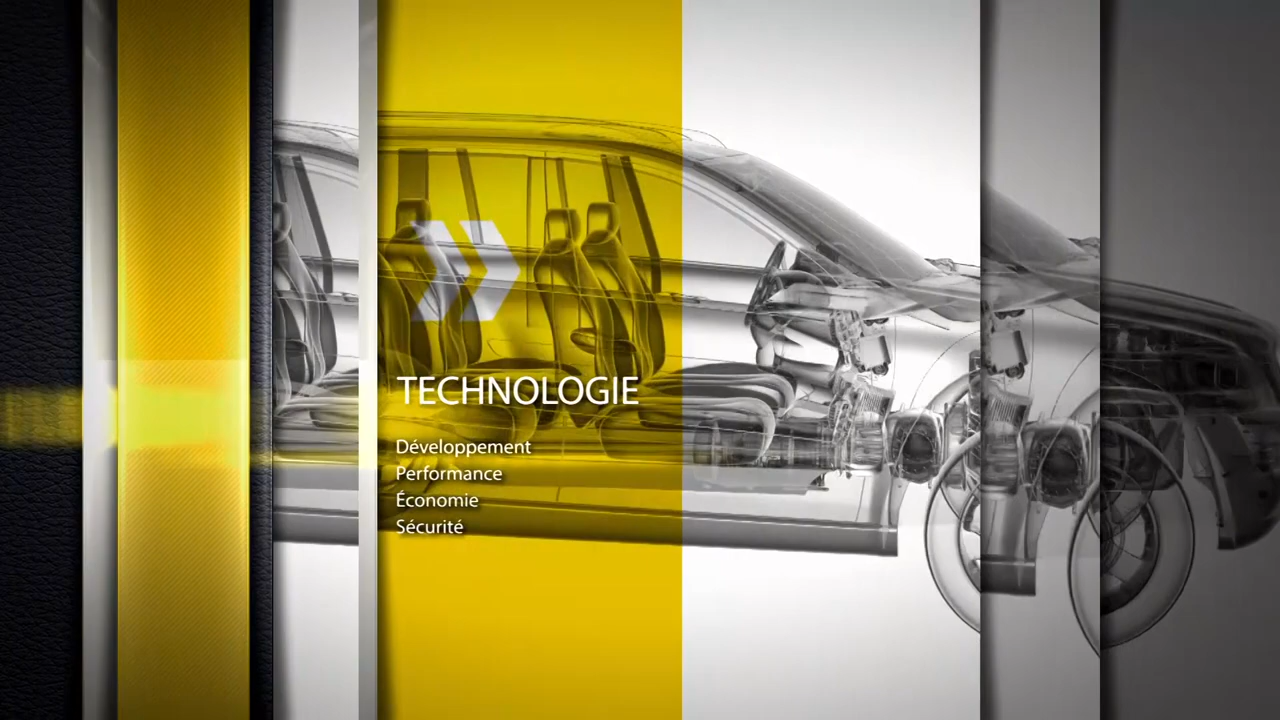 TECHNOLOGIE
Développement
Performance
Économie
Sécurité